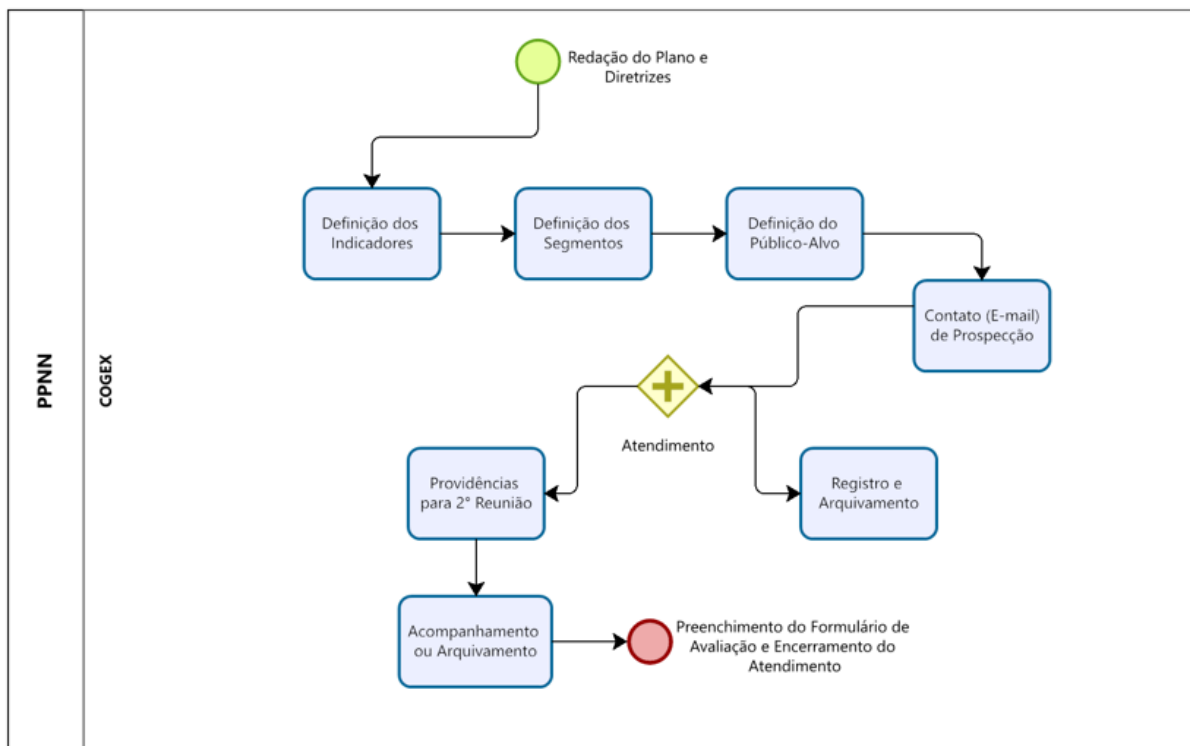 PPNN
COGEX
Redação do Plano e
Diretrizes
Definição dos
Indicadores
Definição dos
Segmentos
Definição do
Público-Alvo
Contato (E-mail)
de Prospecção
Atendimento
Providências
para 2° Reunião
Registro e
Arquivamento
Acompanhamento
ou Arquivamento
Preenchimento do Formulário de
Avaliação e Encerramento do
Atendimento